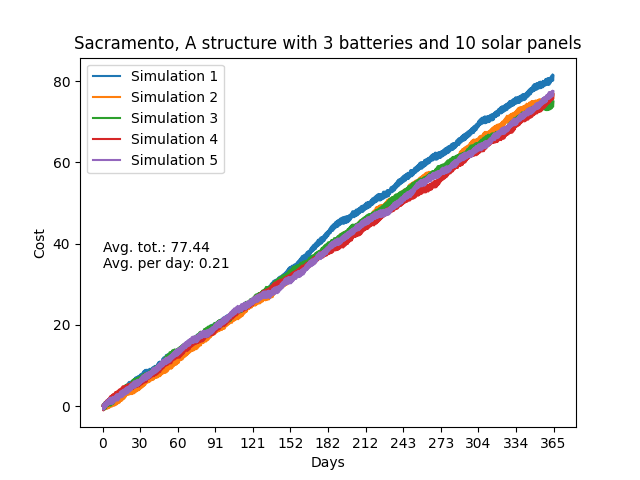 Sacramento, A structure with 3 batteries and 10 solar panels
Simulation 1
Simulation 2
Simulation 3
Simulation 4
Simulation 5
80
60
40
20
0
Cost
Avg. tot.: 77.44
Avg. per day: 0.21
0 30 60 91 121 152 182 212 243 273 304 334 365
Days